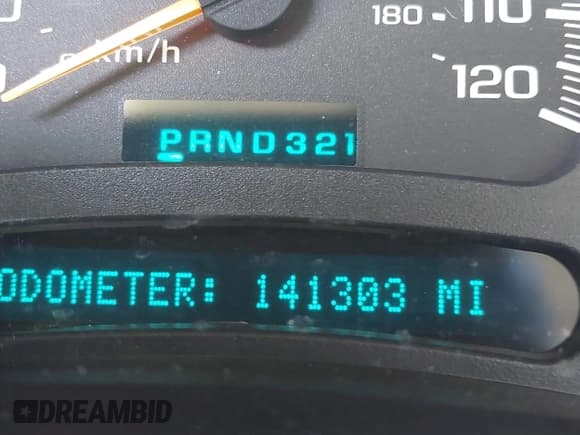 110
180
km/h
120
PRND321
ODOMETER: 141303 MI
DREAMBID